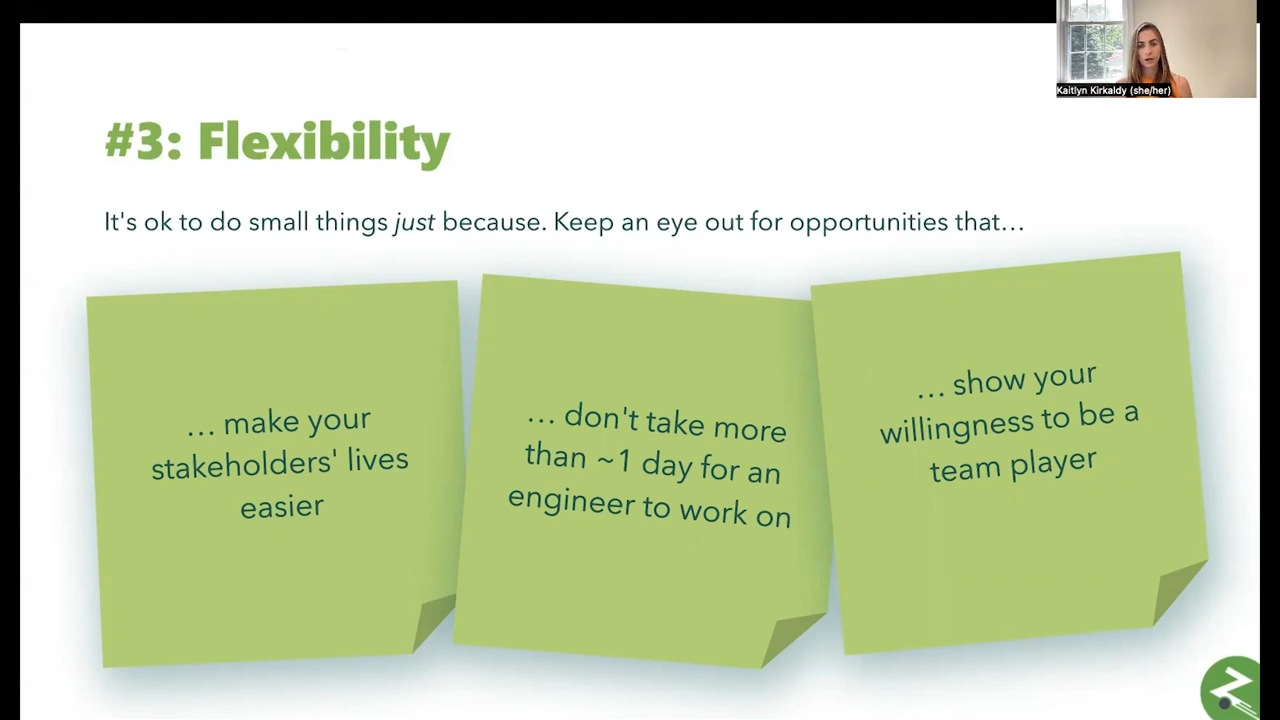 Kaitlyn Kirkaldy (she/her)
#3: Flexibility
It's ok to do small things just because. Keep an eye out for opportunities that…
… make your
stakeholders' lives
easier
… don't take more
than ~1 day for an
engineer to work on
… show your
willingness to be a
team player